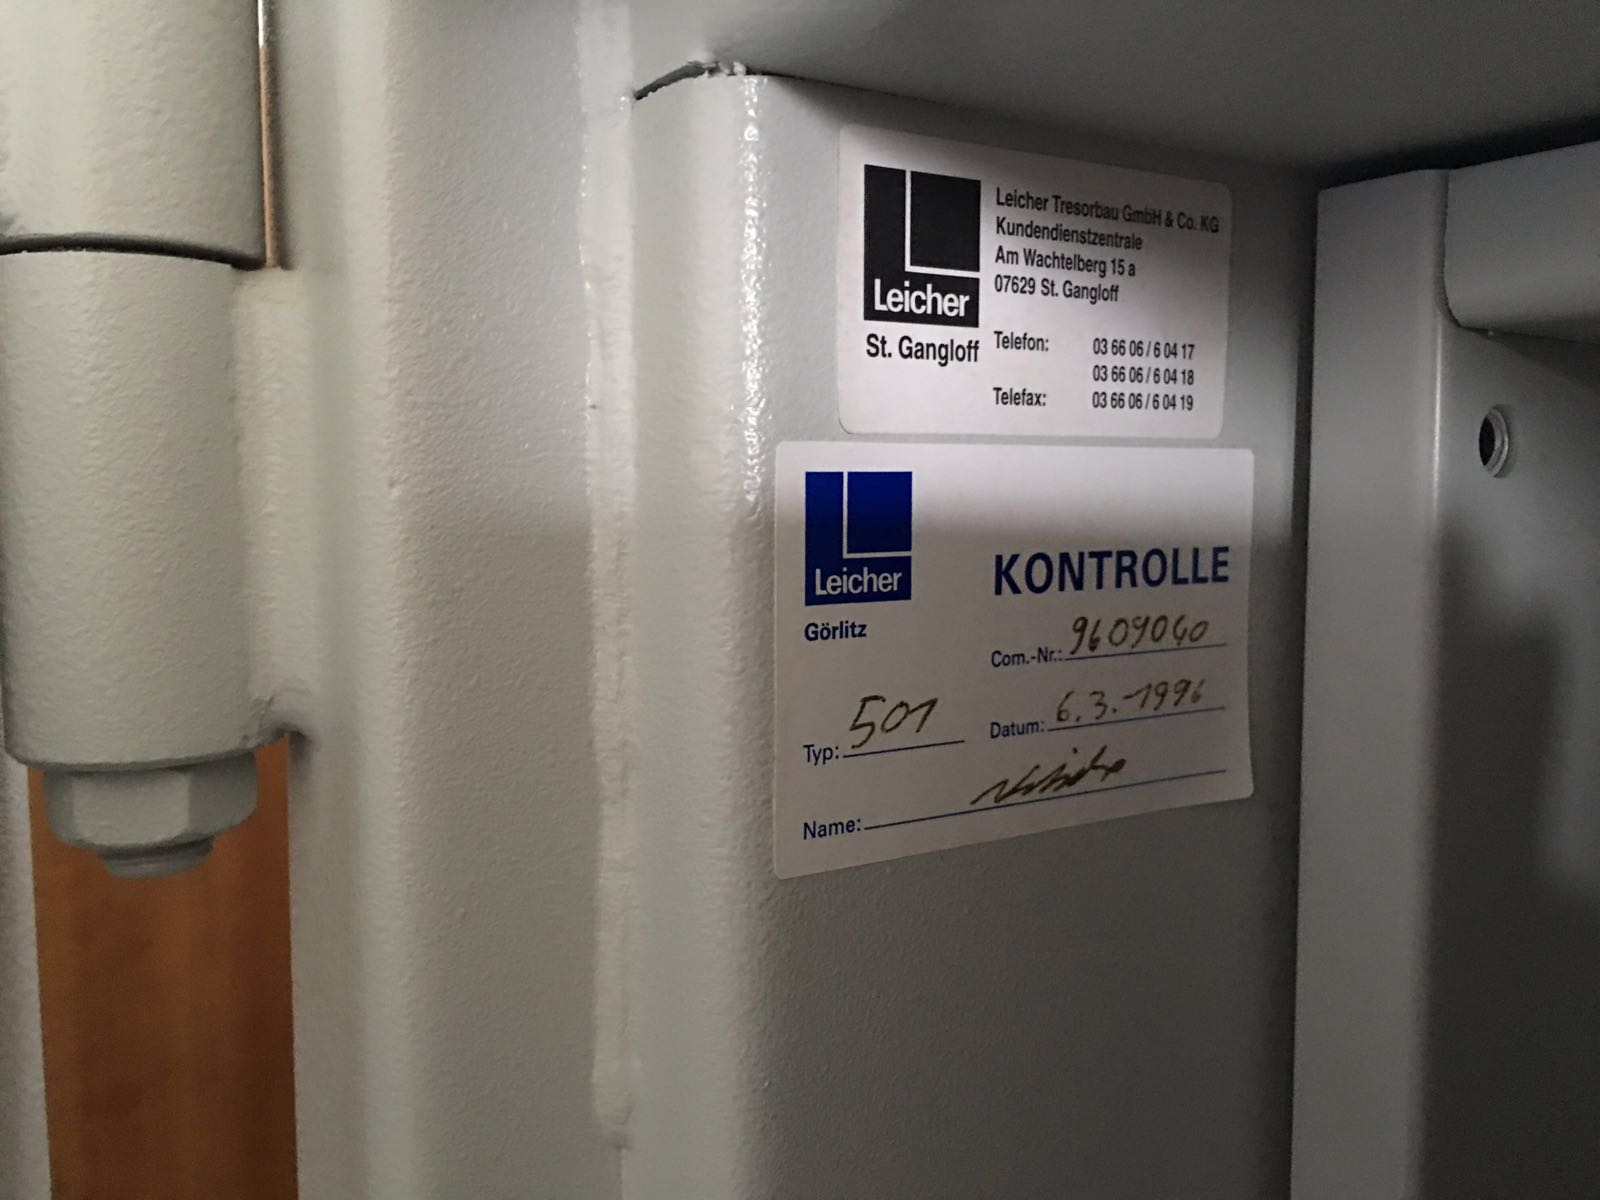 Leicher
St. Gangloff
Leicher Tresorbau GmbH & Co. KG
Kundendienstzentrale
Am Wachtelberg 15 a
07629 St. Gangloff
Telefon: 03 66 06 / 6 04 17
03 66 06 / 6 04 18
Telefax: 03 66 06 / 6 04 19
Leicher
Görlitz
KONTROLLE
Com.-Nr.: 9609040
Typ: 501
Datum: 6.3.-1996
Name: